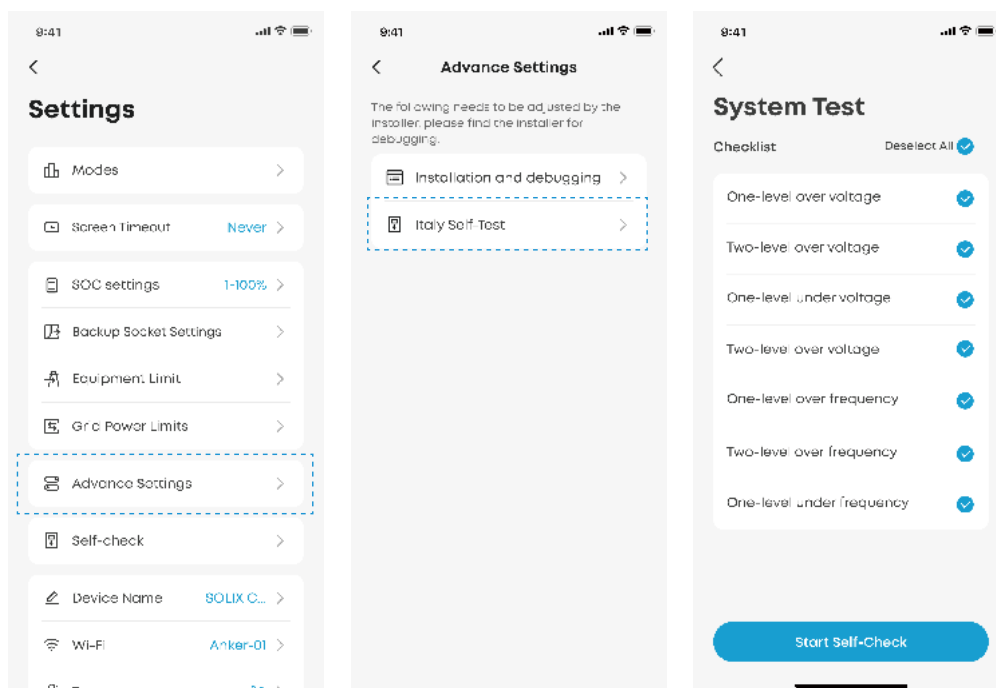 9:41
Settings
Modes
Screen Timeout Never
SOC settings 1-100%
Backup Socket Settings
Equipment Limit
Grid Power Limits
Advance Settings
Self-check
Device Name SOLIX C...
Wi-Fi Anker-01
9:41
Advance Settings
The following needs to be adjusted by the
installer, please find the installer for
debugging.
Installation and debugging
Italy Self-Test
9:41
System Test
Checklist Deselect All
One-level over voltage
Two-level over voltage
One-level under voltage
Two-level over voltage
One-level over frequency
Two-level over frequency
One-level under frequency
Start Self-Check